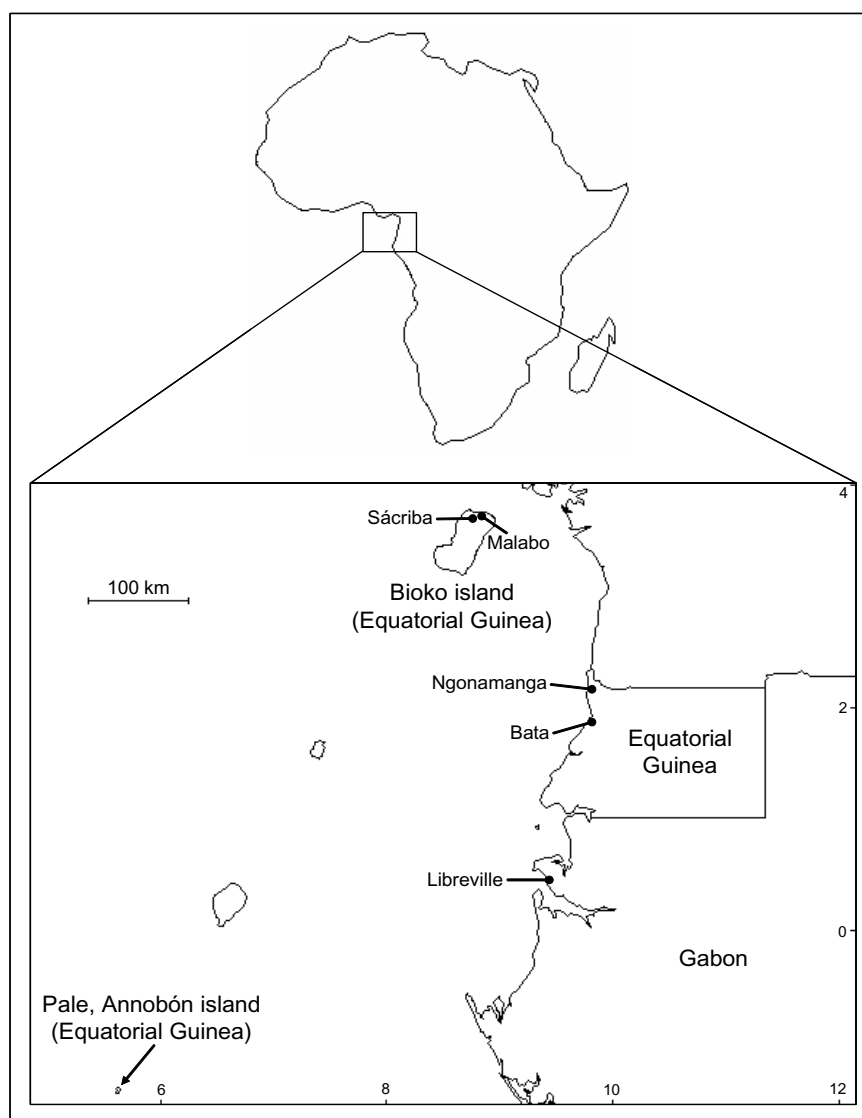 4
Sácriba
Malabo
100 km
Bioko island
(Equatorial Guinea)
Ngonamanga
2
Bata
Equatorial
Guinea
Libreville
0
Gabon
Pale, Annobón island
(Equatorial Guinea)
6
8
10
12